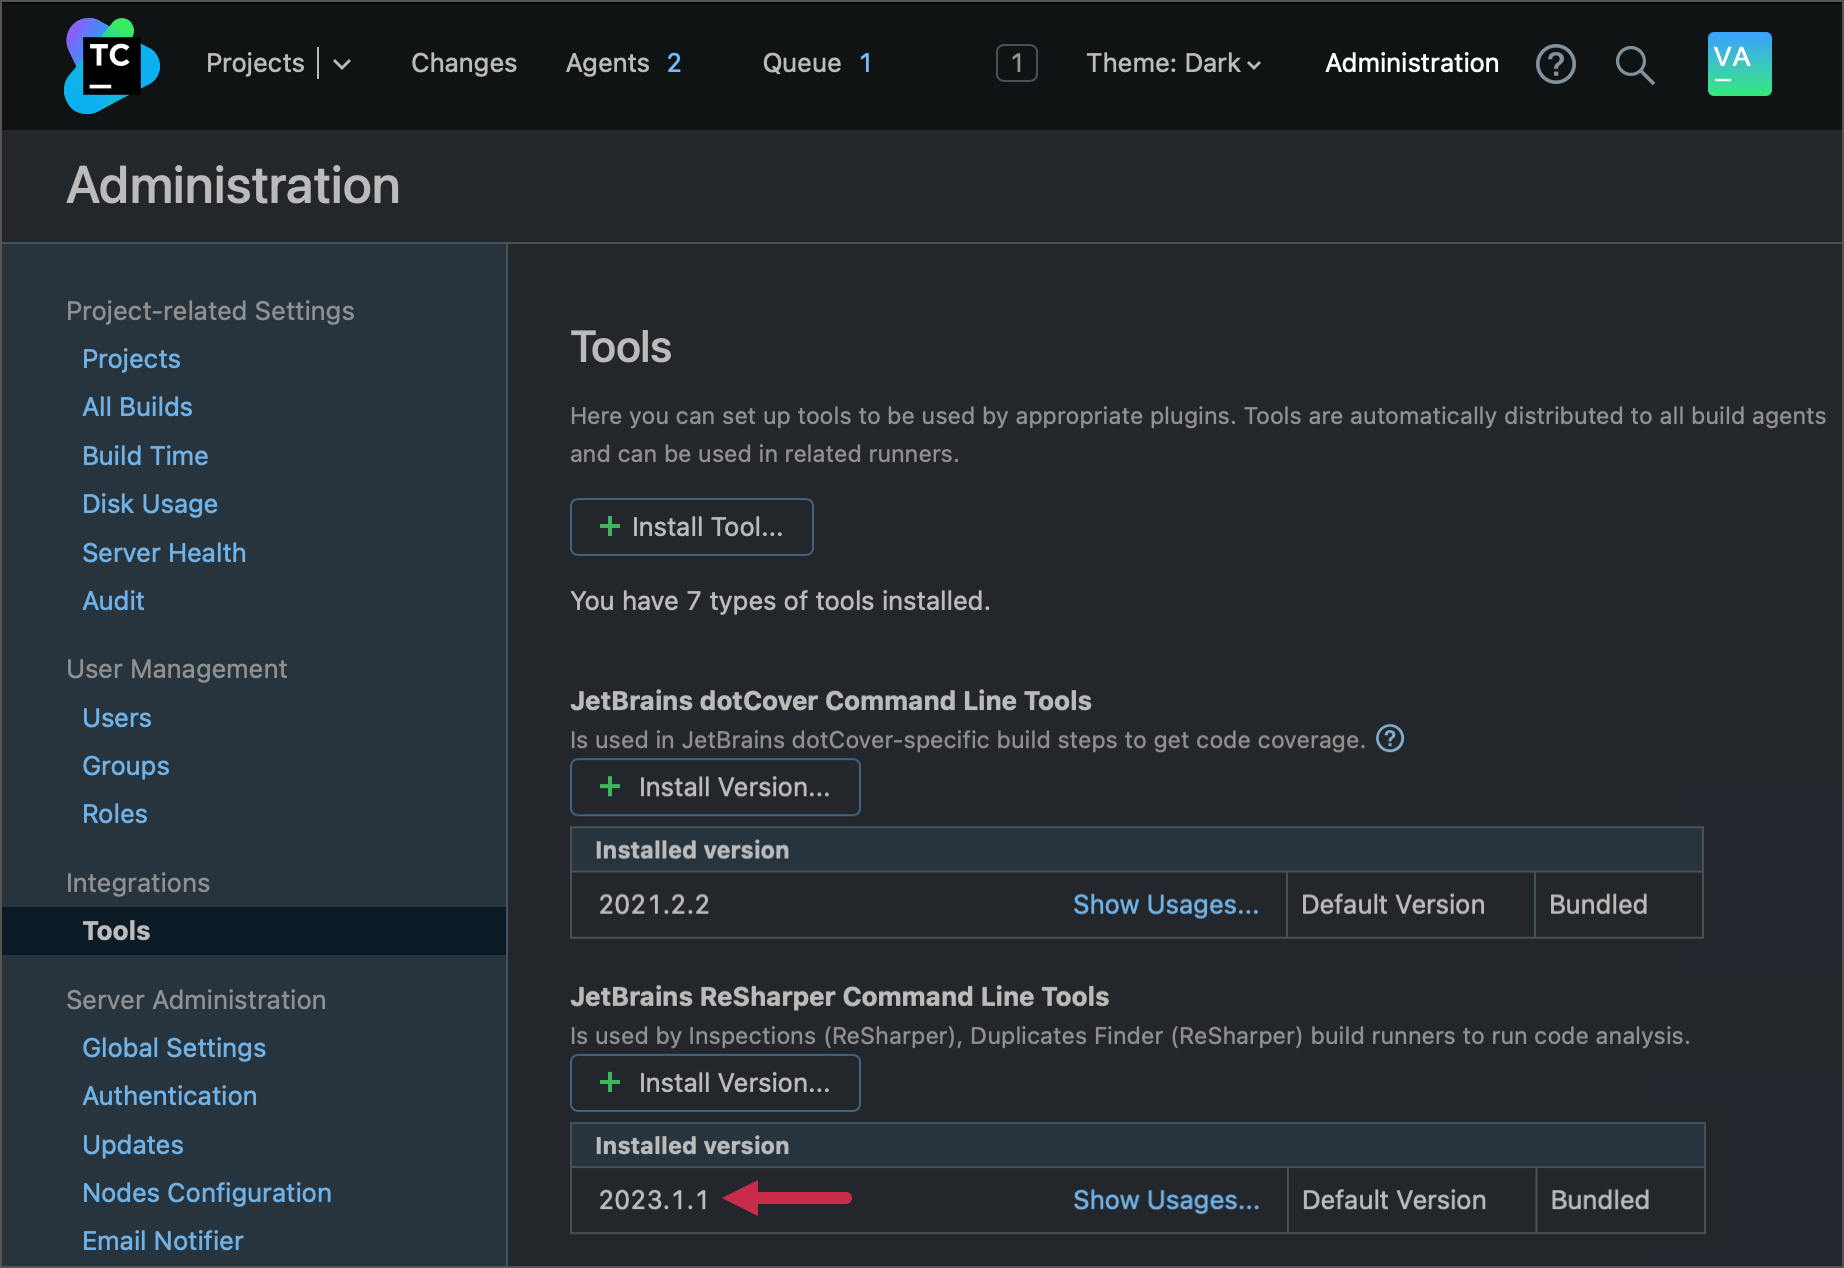 TC
Projects
Changes
Agents 2
Queue 1
1
Theme: Dark
Administration
VA
Administration
Project-related Settings
Projects
All Builds
Build Time
Disk Usage
Server Health
Audit
User Management
Users
Groups
Roles
Integrations
Tools
Server Administration
Global Settings
Authentication
Updates
Nodes Configuration
Email Notifier
Tools
Here you can set up tools to be used by appropriate plugins. Tools are automatically distributed to all build agents
and can be used in related runners.
+ Install Tool...
You have 7 types of tools installed.
JetBrains dotCover Command Line Tools
Is used in JetBrains dotCover-specific build steps to get code coverage. ?
+ Install Version...
Installed version
2021.2.2 Show Usages... Default Version Bundled
JetBrains ReSharper Command Line Tools
Is used by Inspections (ReSharper), Duplicates Finder (ReSharper) build runners to run code analysis.
+ Install Version...
Installed version
2023.1.1 Show Usages... Default Version Bundled